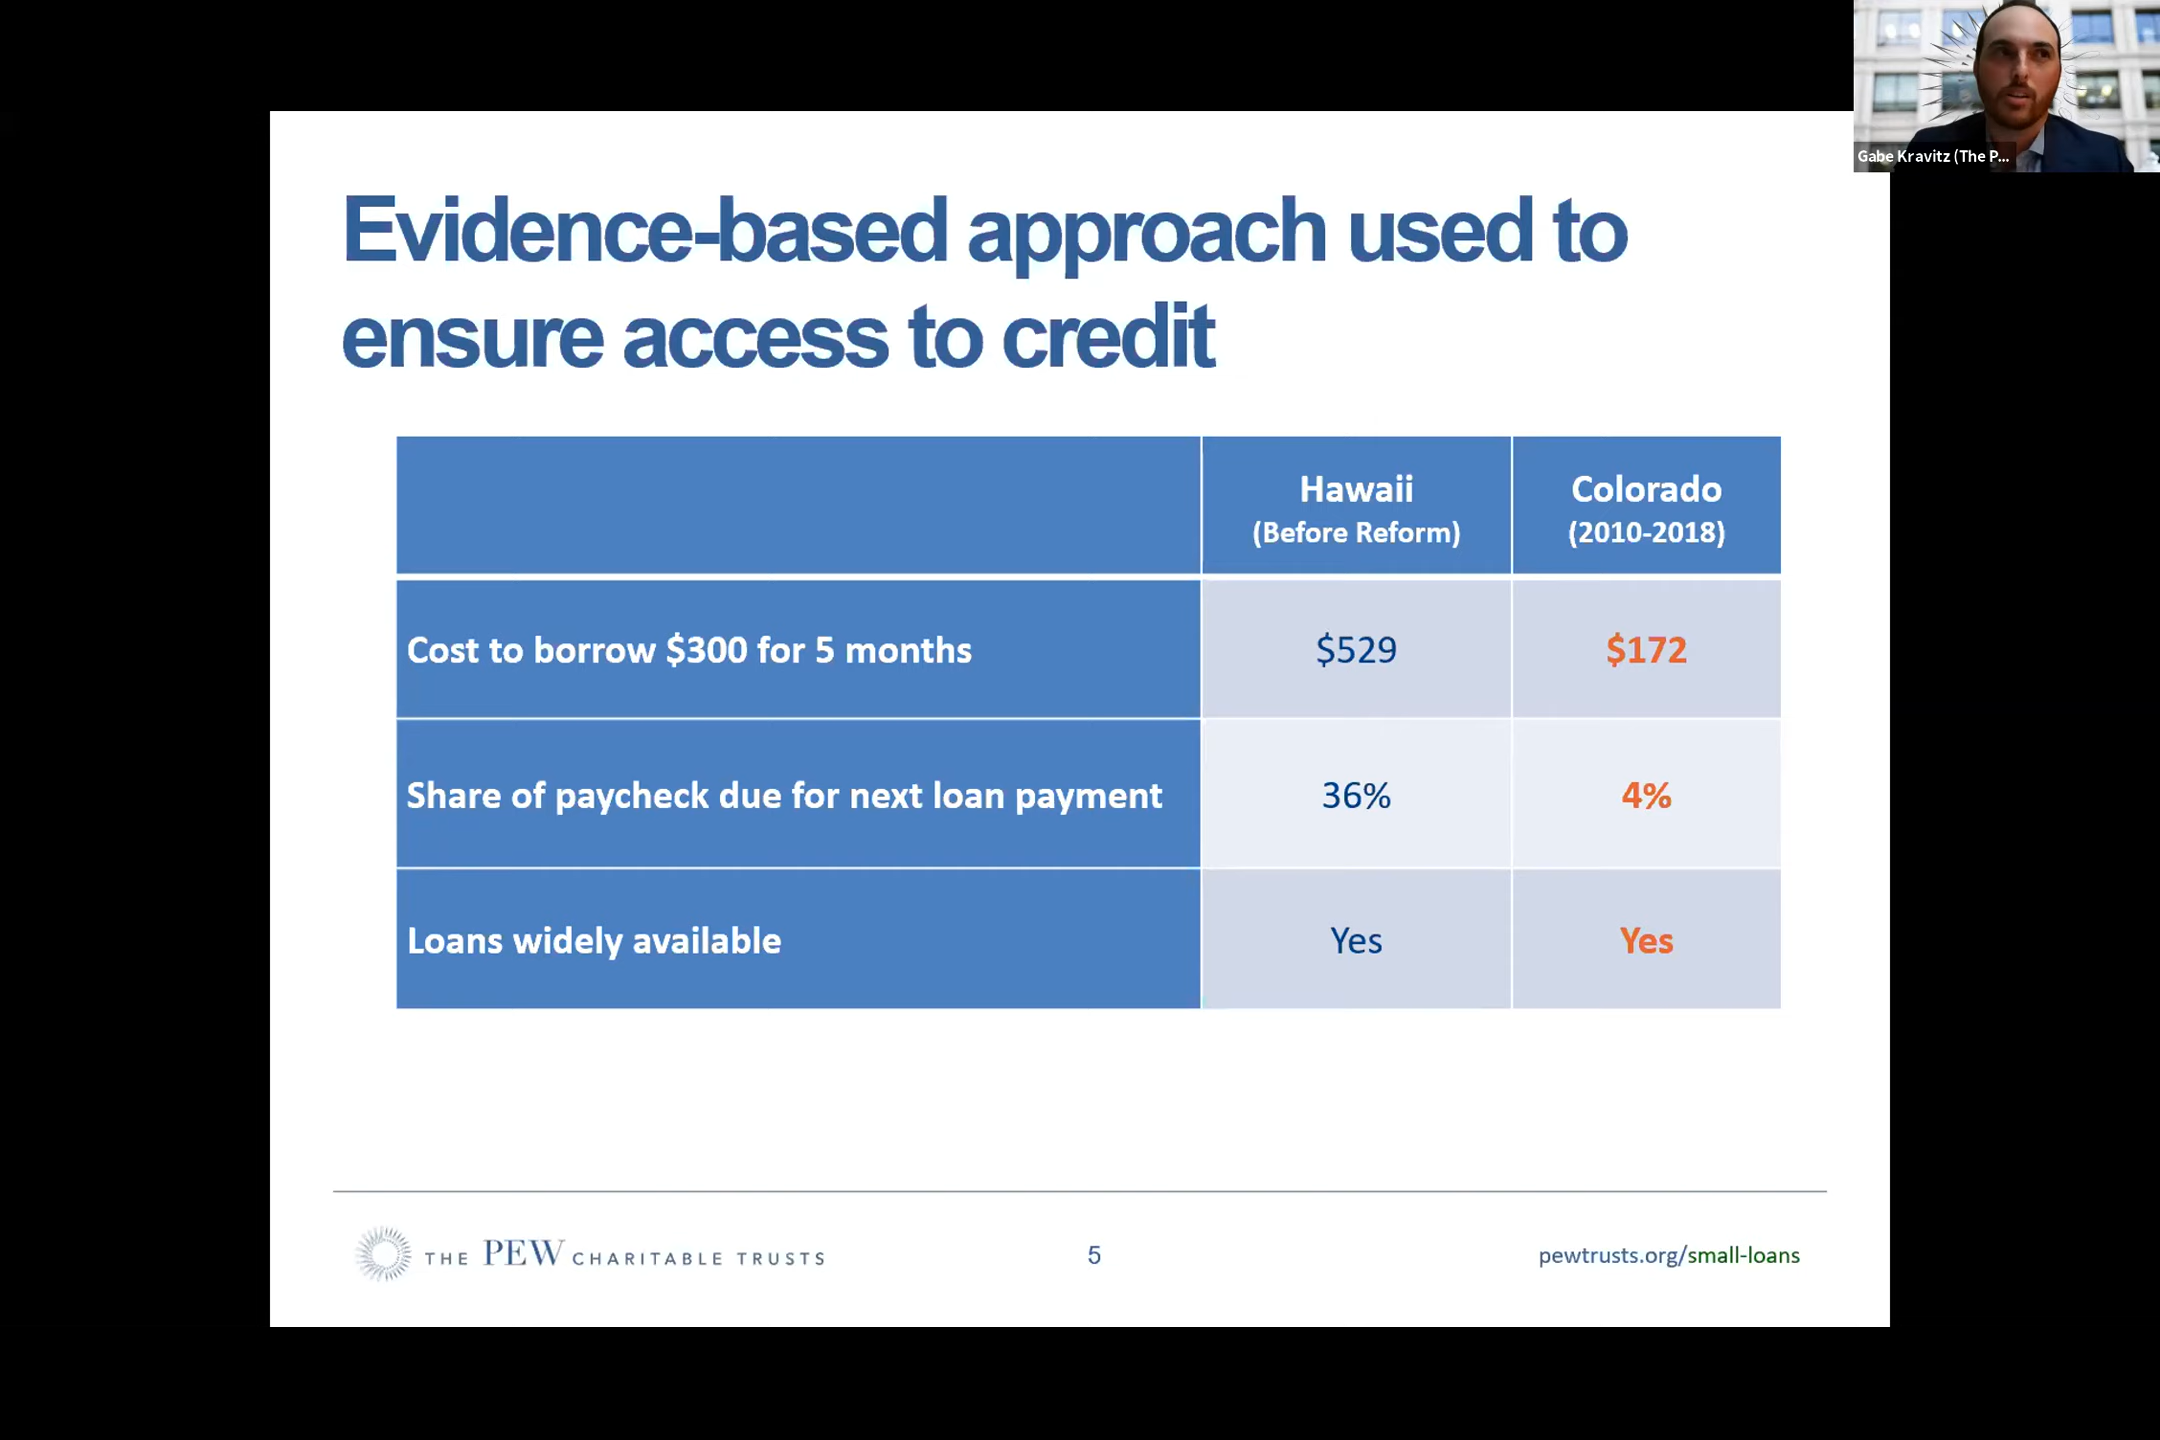 Gabe Kravitz (The P...
Evidence-based approach used to
ensure access to credit
Hawaii
(Before Reform)
Colorado
(2010-2018)
Cost to borrow $300 for 5 months
$529
$172
Share of paycheck due for next loan payment
36%
4%
Loans widely available
Yes
Yes
THE PEW CHARITABLE TRUSTS
5
pewtrusts.org/small-loans